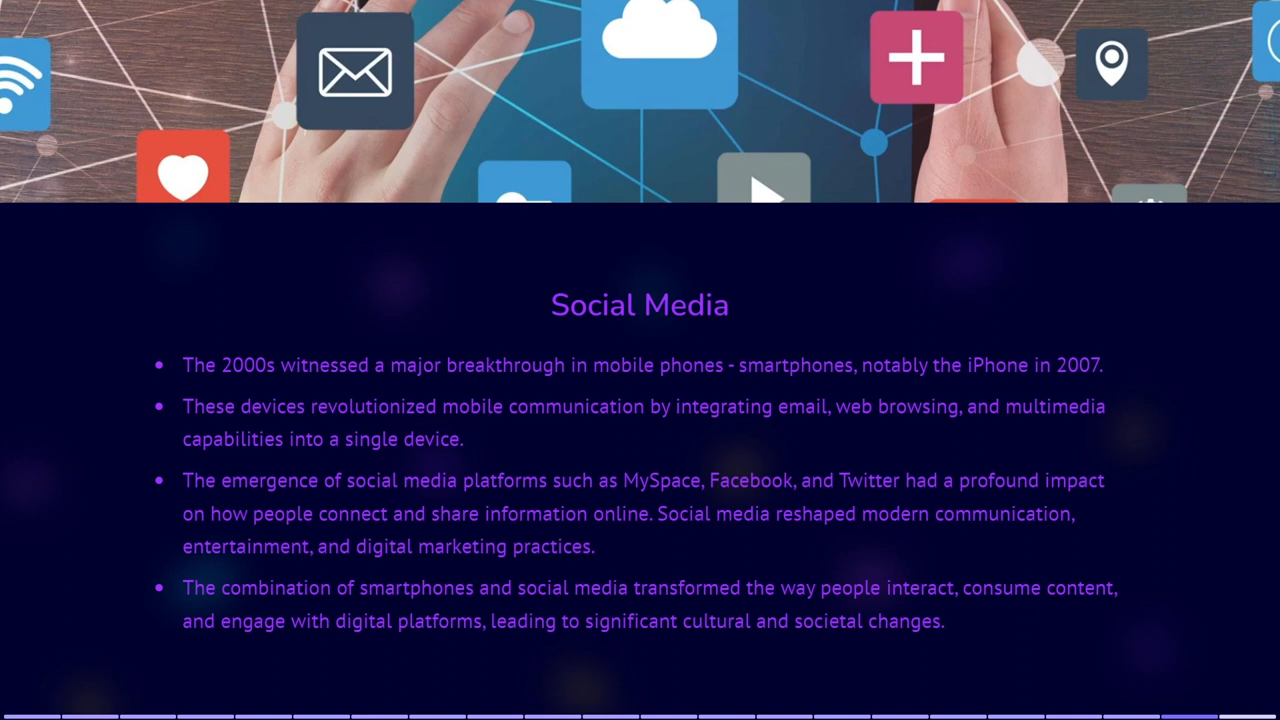 Social Media
• The 2000s witnessed a major breakthrough in mobile phones - smartphones, notably the iPhone in 2007.
• These devices revolutionized mobile communication by integrating email, web browsing, and multimedia
capabilities into a single device.
• The emergence of social media platforms such as MySpace, Facebook, and Twitter had a profound impact
on how people connect and share information online. Social media reshaped modern communication,
entertainment, and digital marketing practices.
• The combination of smartphones and social media transformed the way people interact, consume content,
and engage with digital platforms, leading to significant cultural and societal changes.